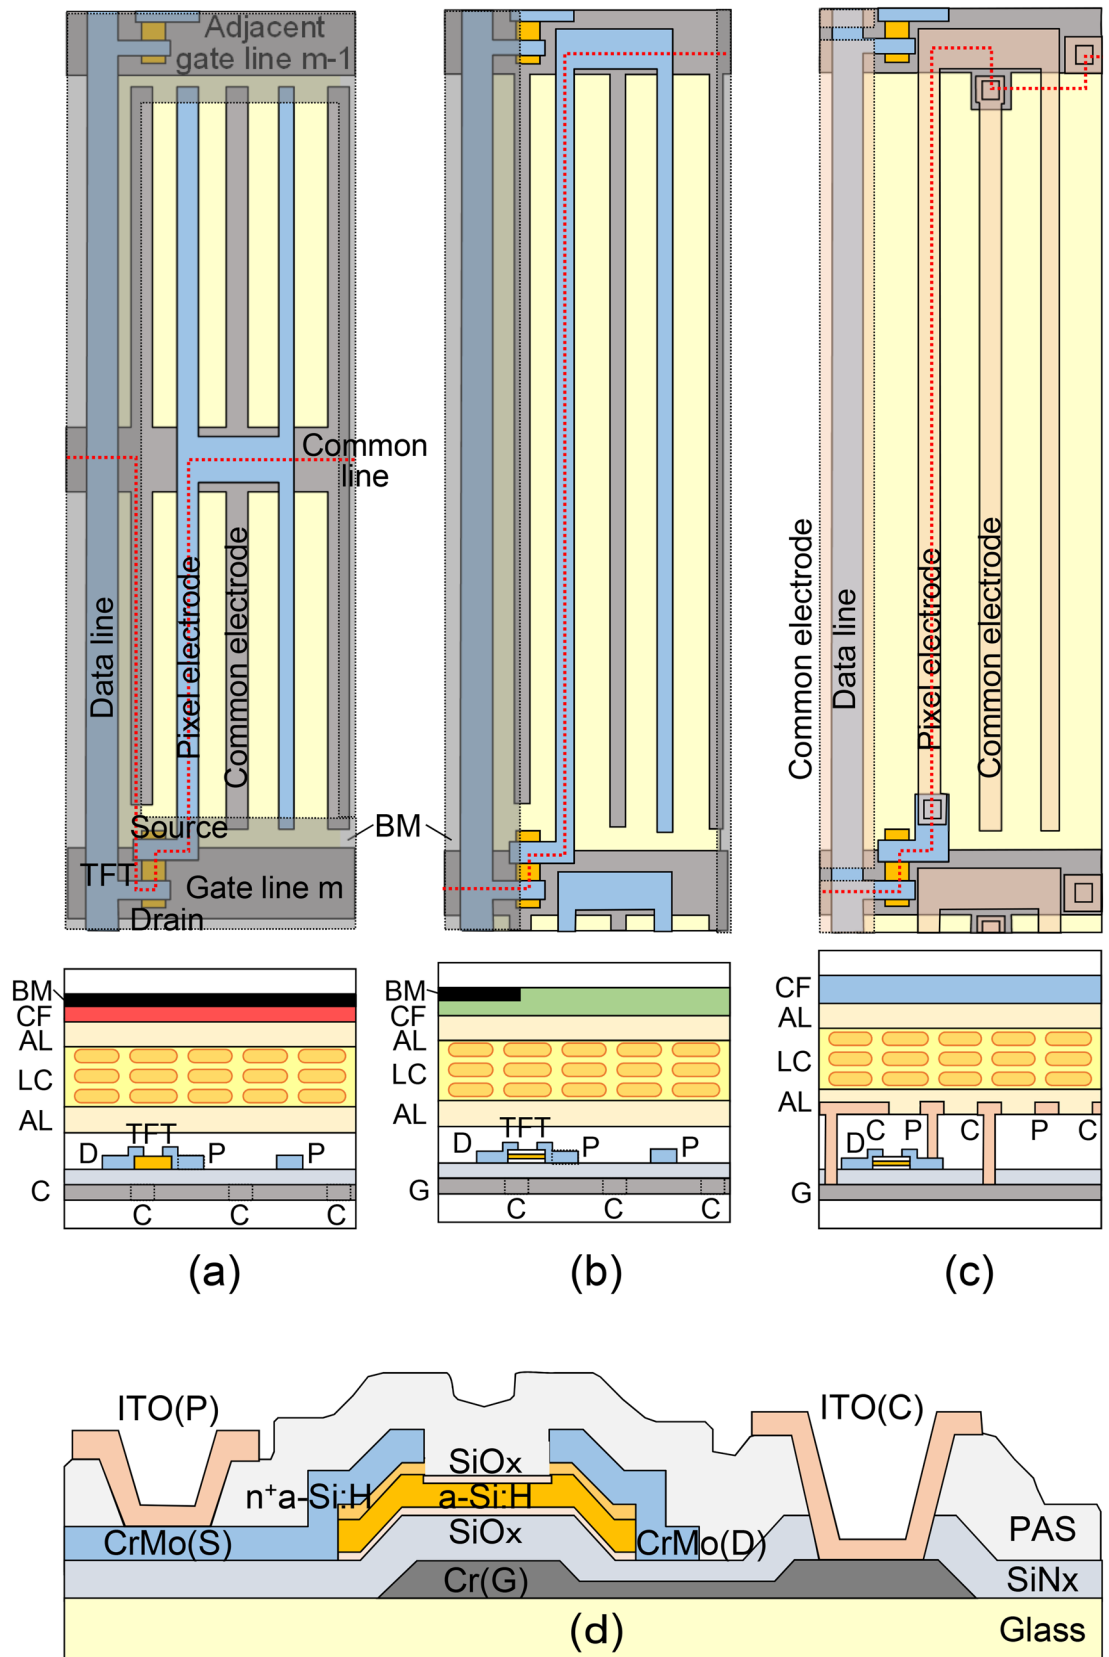 Adjacent
gate line m-1
Common
line
Data line
Pixel electrode
Common electrode
Source
TFT
Gate line m
Drain
BM
Common electrode
Data line
Pixel electrode
Common electrode
BM
CF
AL
LC
AL
TFT
D
P
P
C
C
C
C
(a)
BM
CF
AL
LC
AL
TFT
D
P
P
G
C
C
C
(b)
CF
AL
LC
AL
D
C
P
C
P
C
G
(c)
ITO(P)
ITO(C)
SiOx
n+a-Si:H
a-Si:H
SiOx
CrMo(S)
CrMo(D)
PAS
Cr(G)
SiNx
(d)
Glass